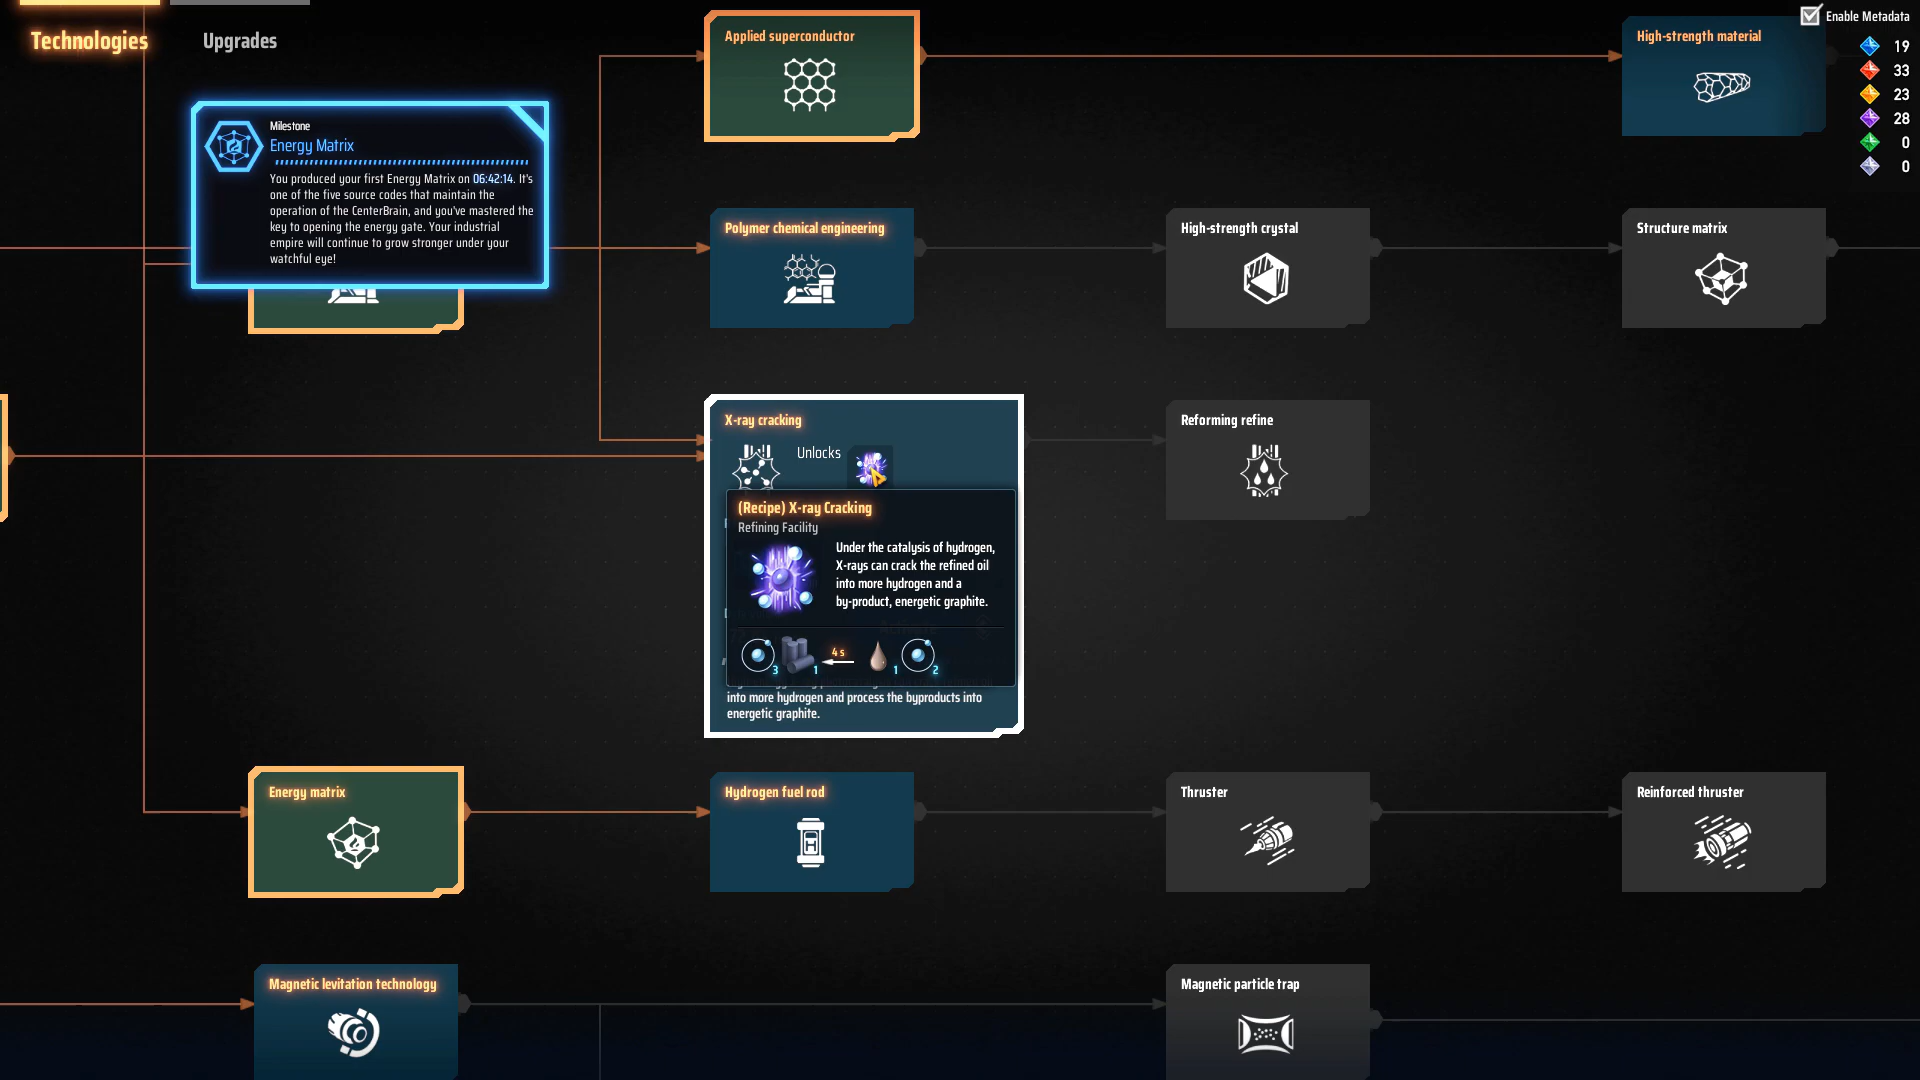 Technologies
Upgrades
Enable Metadata
19
33
23
28
0
0
Applied superconductor
High-strength material
Milestone
Energy Matrix
You produced your first Energy Matrix on 06:42:14. It's
one of the five source codes that maintain the
operation of the CenterBrain, and you've mastered the
key to opening the energy gate. Your industrial
empire will continue to grow stronger under your
watchful eye!
Polymer chemical engineering
High-strength crystal
Structure matrix
X-ray cracking
Unlocks
Reforming refine
(Recipe) X-ray Cracking
Refining Facility
Under the catalysis of hydrogen,
X-rays can crack the refined oil
into more hydrogen and a
by-product, energetic graphite.
3 1 4 s 1 2
into more hydrogen and process the byproducts into
energetic graphite.
Energy matrix
Hydrogen fuel rod
H
Thruster
Reinforced thruster
Magnetic levitation technology
Magnetic particle trap